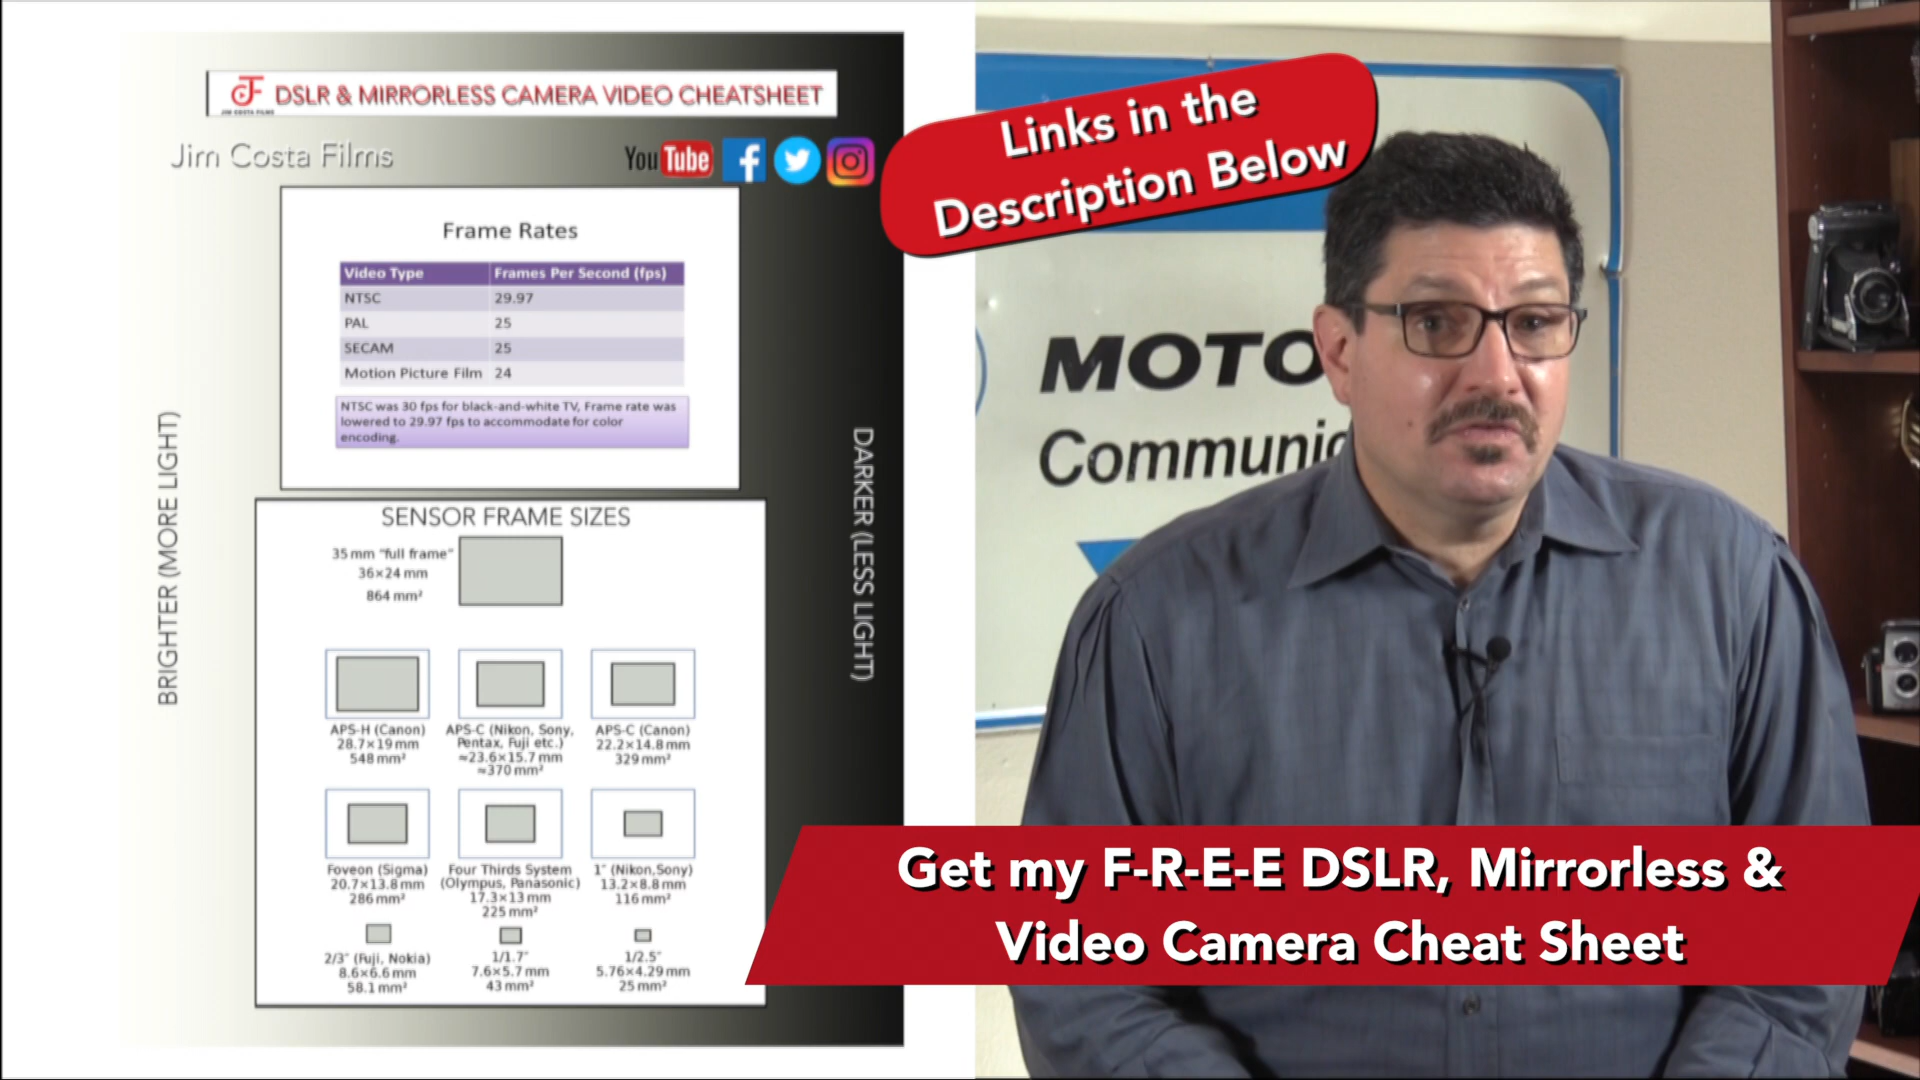 JIM COSTA FILMS
DSLR & MIRRORLESS CAMERA VIDEO CHEATSHEET
Jim Costa Films
YouTube
Links in the
Description Below
Frame Rates
Video Type Frames Per Second (fps)
NTSC 29.97
PAL 25
SECAM 25
Motion Picture Film 24
NTSC was 30 fps for black-and-white TV, Frame rate was
lowered to 29.97 fps to accommodate for color
encoding.
BRIGHTER (MORE LIGHT)
DARKER (LESS LIGHT)
SENSOR FRAME SIZES
35 mm "full frame"
36×24 mm
864 mm²
APS-H (Canon)
28.7×19 mm
548 mm²
APS-C (Nikon, Sony,
Pentax, Fuji etc.)
≈23.6×15.7 mm
≈370 mm²
APS-C (Canon)
22.2×14.8 mm
329 mm²
Foveon (Sigma)
20.7×13.8 mm
286 mm²
Four Thirds System
(Olympus, Panasonic)
17.3×13 mm
225 mm²
1" (Nikon,Sony)
13.2×8.8 mm
116 mm²
2/3" (Fuji, Nokia)
8.6×6.6 mm
58.1 mm²
1/1.7"
7.6×5.7 mm
43 mm²
1/2.5"
5.76×4.29 mm
25 mm²
MOTO
Communic
Get my F-R-E-E DSLR, Mirrorless &
Video Camera Cheat Sheet